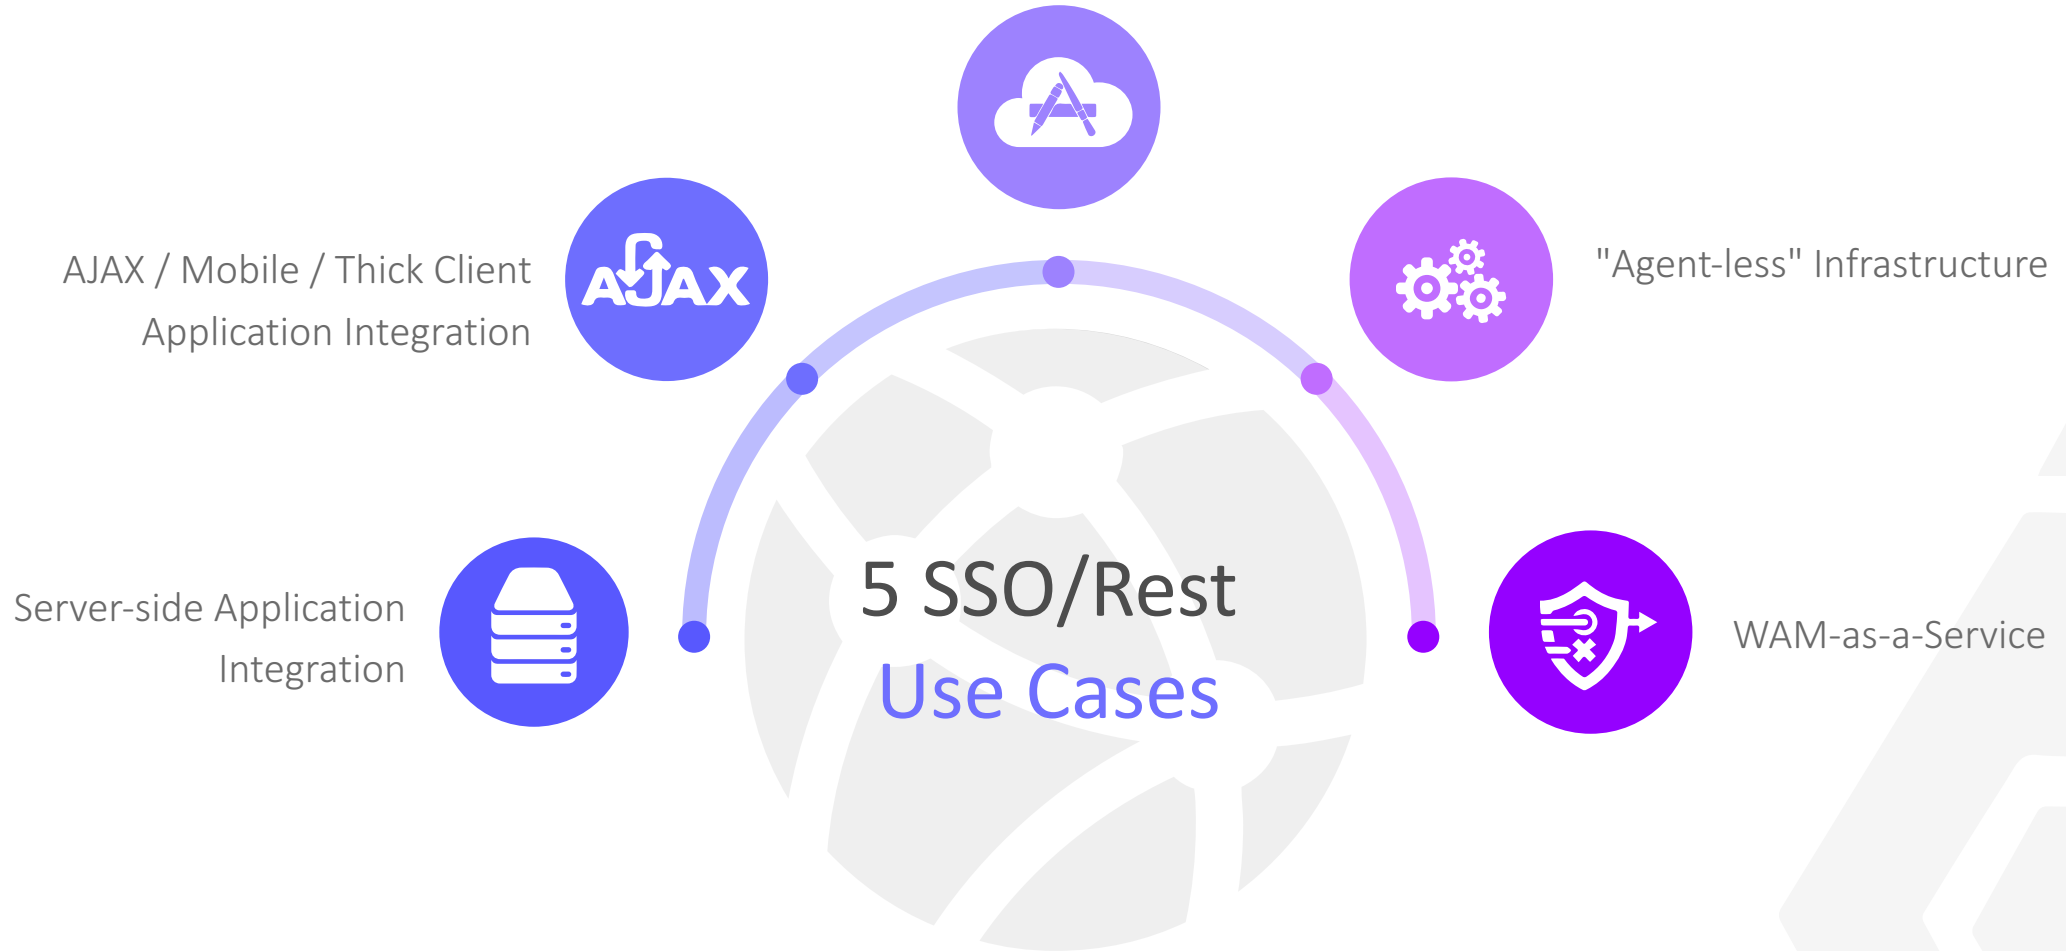 AJAX / Mobile / Thick Client
Application Integration
AJAX
"Agent-less" Infrastructure
Server-side Application
Integration
5 SSO/Rest
Use Cases
WAM-as-a-Service